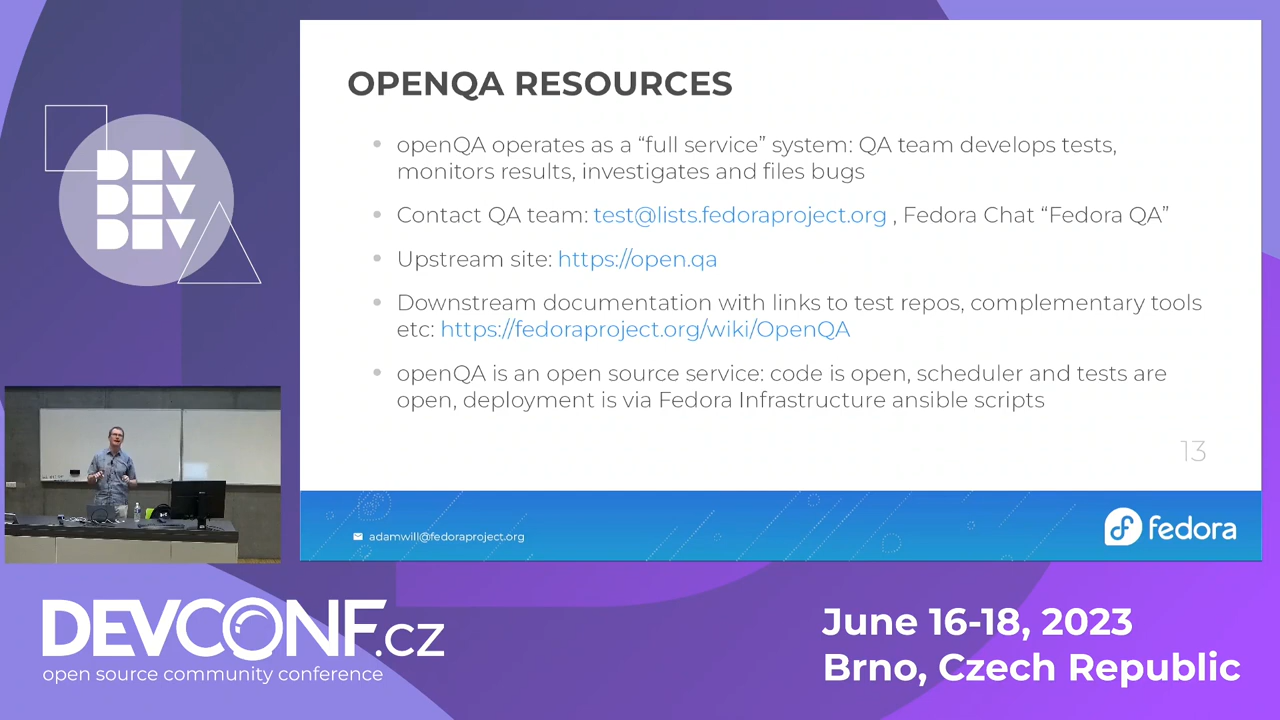 DEV
DEV
DEV
OPENQA RESOURCES
openQA operates as a “full service” system: QA team develops tests,
monitors results, investigates and files bugs
Contact QA team: test@lists.fedoraproject.org , Fedora Chat “Fedora QA”
Upstream site: https://open.qa
Downstream documentation with links to test repos, complementary tools
etc: https://fedoraproject.org/wiki/OpenQA
openQA is an open source service: code is open, scheduler and tests are
open, deployment is via Fedora Infrastructure ansible scripts
13
adamwill@fedoraproject.org
fedora
DEVCONF.cz
open source community conference
June 16-18, 2023
Brno, Czech Republic